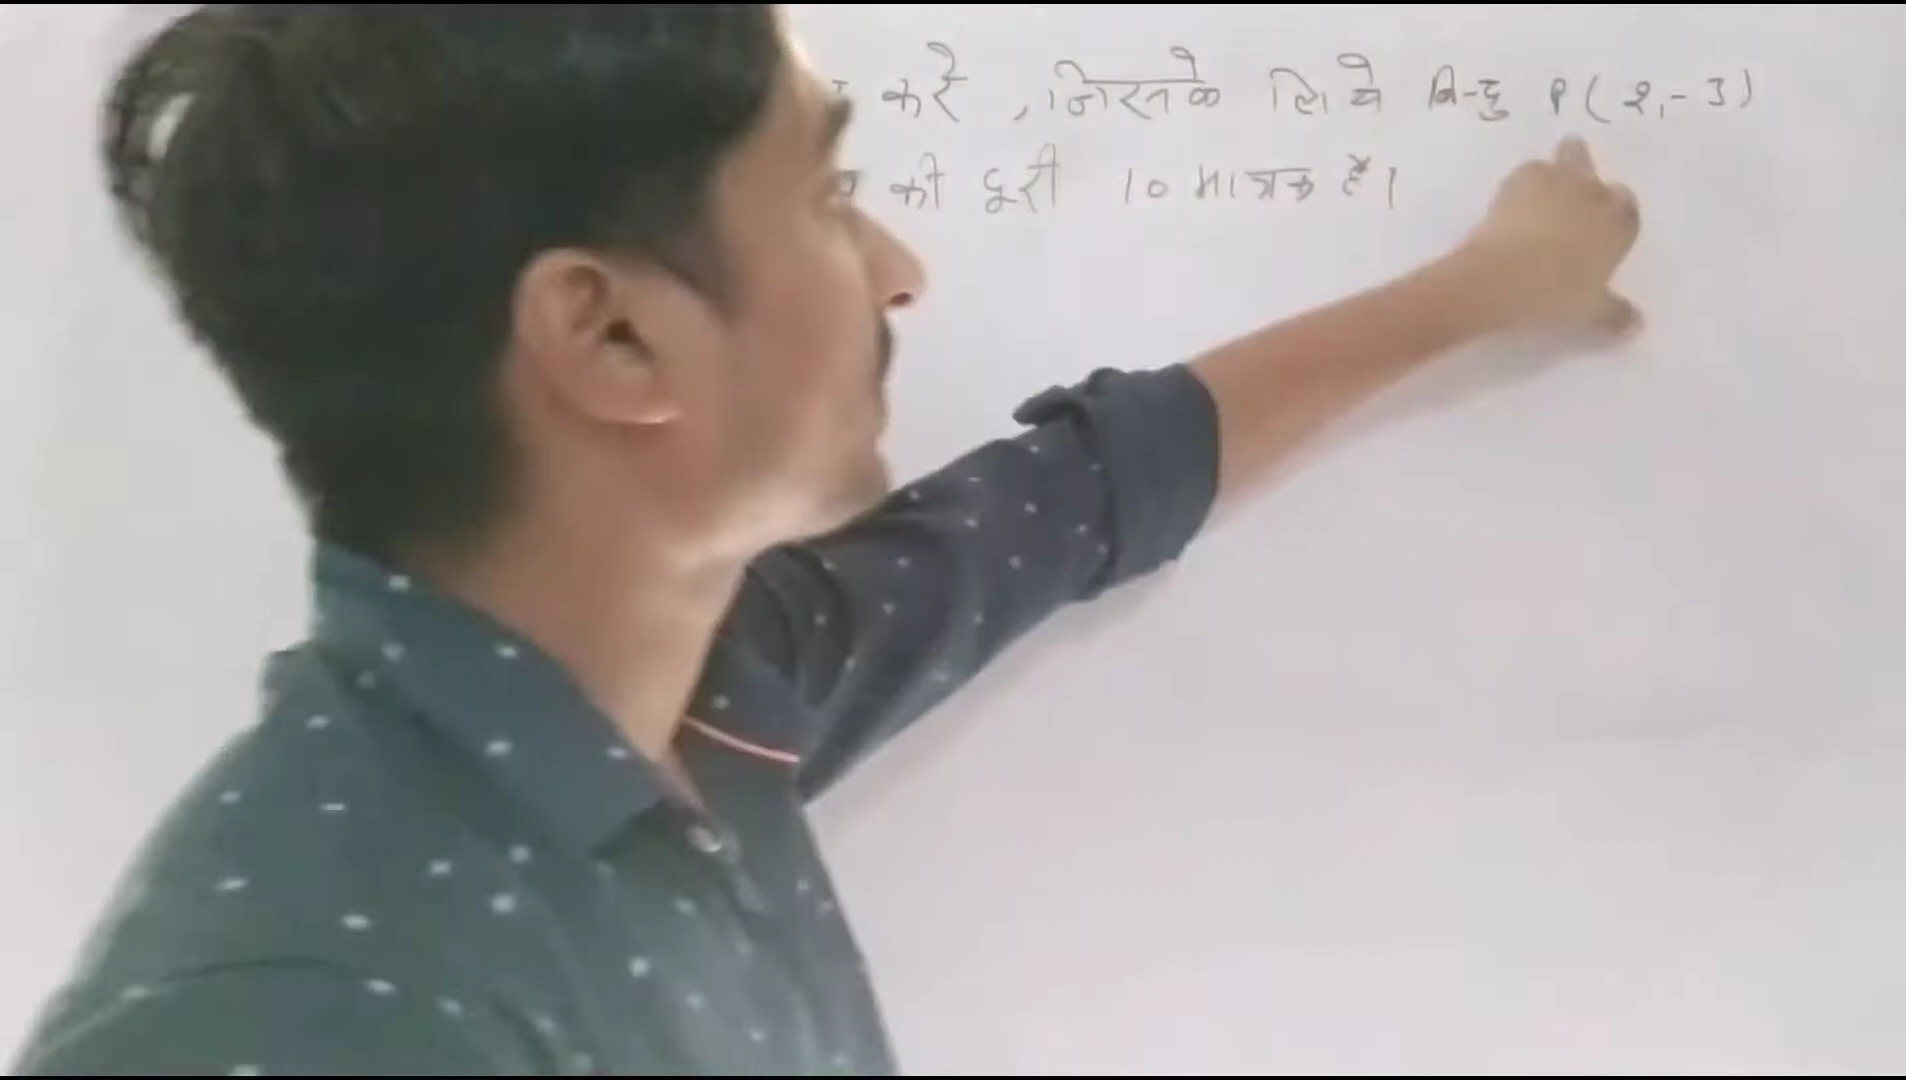 करें , जिसके लिये बिन्दु P ( 2, - 3 )
की दूरी 10 मात्रक है।